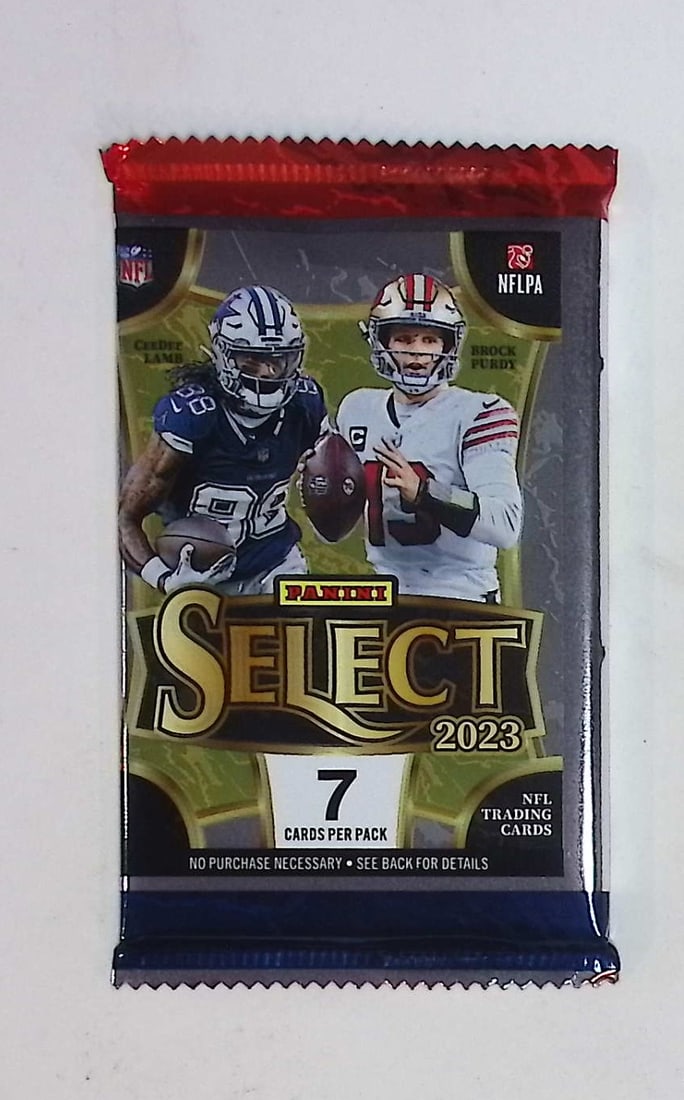 NFL
NFLPA
CEEDEE
LAMB
BROCK
PURDY
88
88
C
13
PANINI
SELECT
2023
7
CARDS PER PACK
NFL
TRADING
CARDS
NO PURCHASE NECESSARY • SEE BACK FOR DETAILS